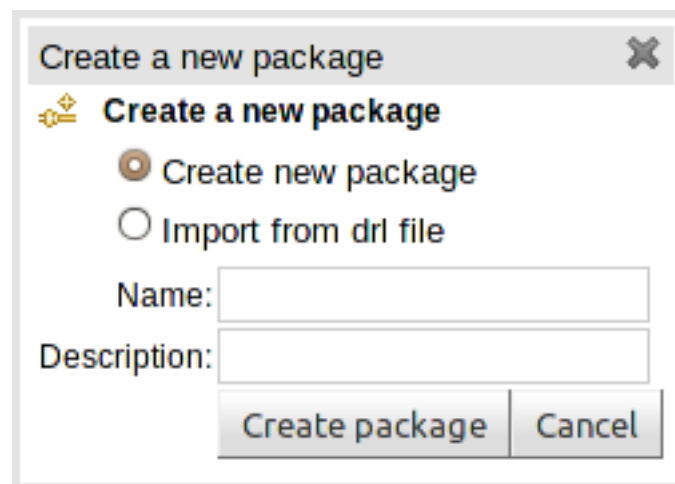 Create a new package
Create a new package
Create new package
Import from drl file
Name:
Description:
Create package Cancel